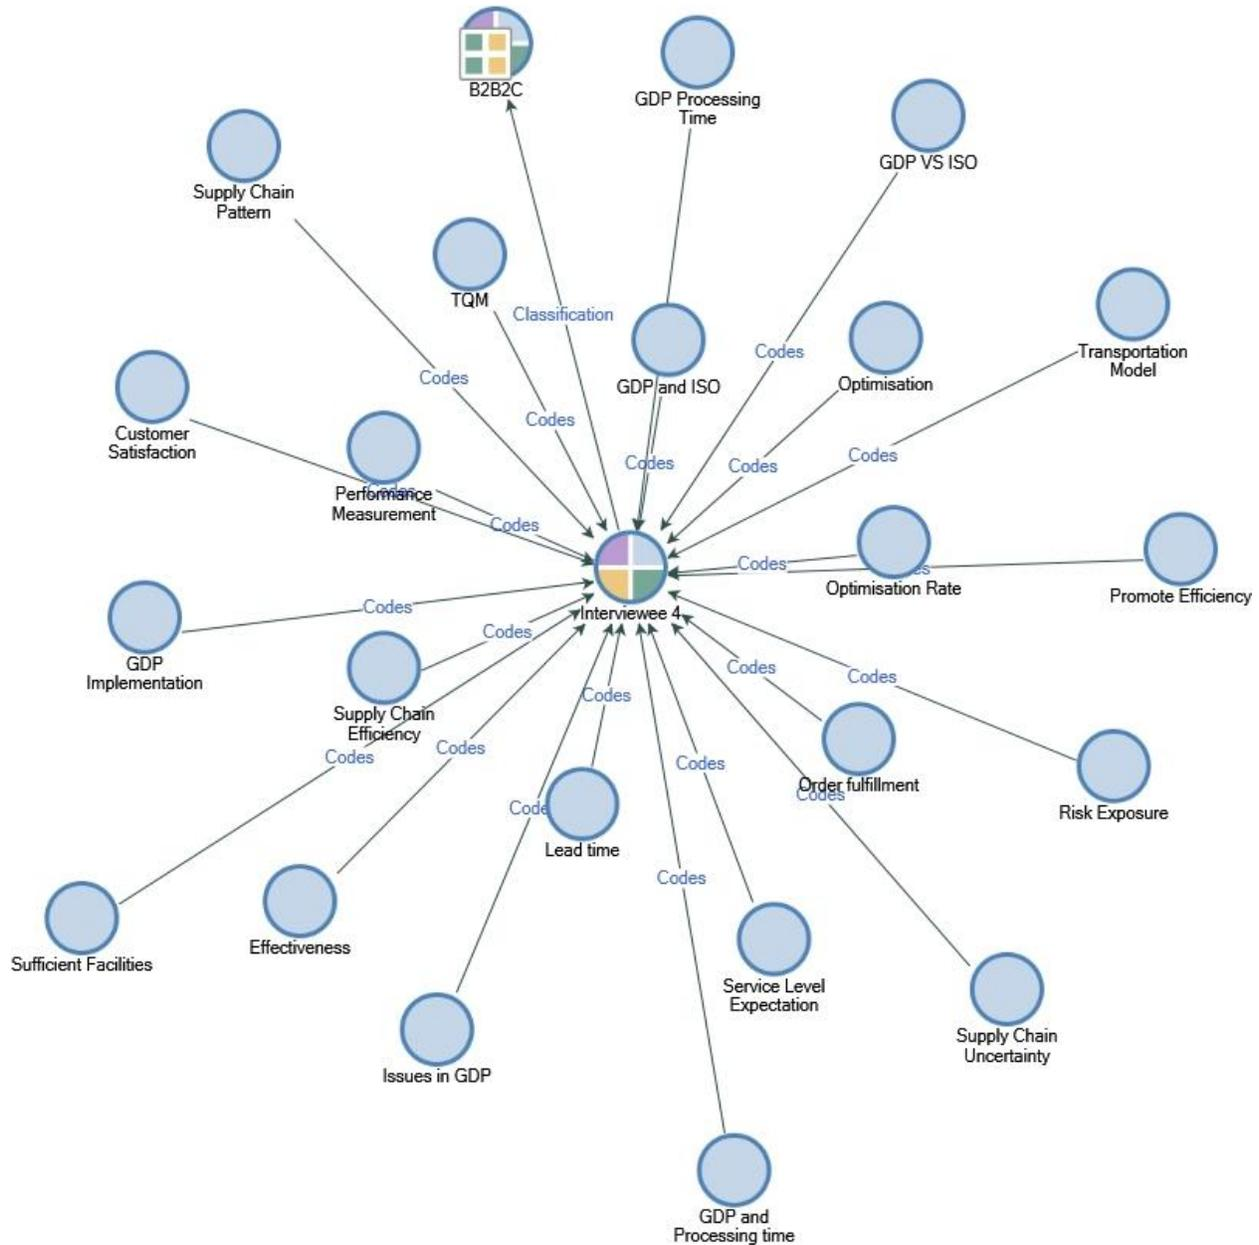 B2B2C
GDP Processing
Time
GDP VS ISO
Supply Chain
Pattern
TQM
Classification
GDP and ISO
Optimisation
Transportation
Model
Codes
Codes
Customer
Satisfaction
Codes
Codes
Codes
Codes
Performance
Measurement
Codes
Codes
Codes
Optimisation Rate
Promote Efficiency
Codes
Interviewee 4
GDP
Implementation
Codes
Supply Chain
Efficiency
Codes
Codes
Codes
Codes
Codes
Codes
Order fulfillment
Codes
Risk Exposure
Codes
Lead time
Codes
Effectiveness
Sufficient Facilities
Service Level
Expectation
Supply Chain
Uncertainty
Issues in GDP
GDP and
Processing time